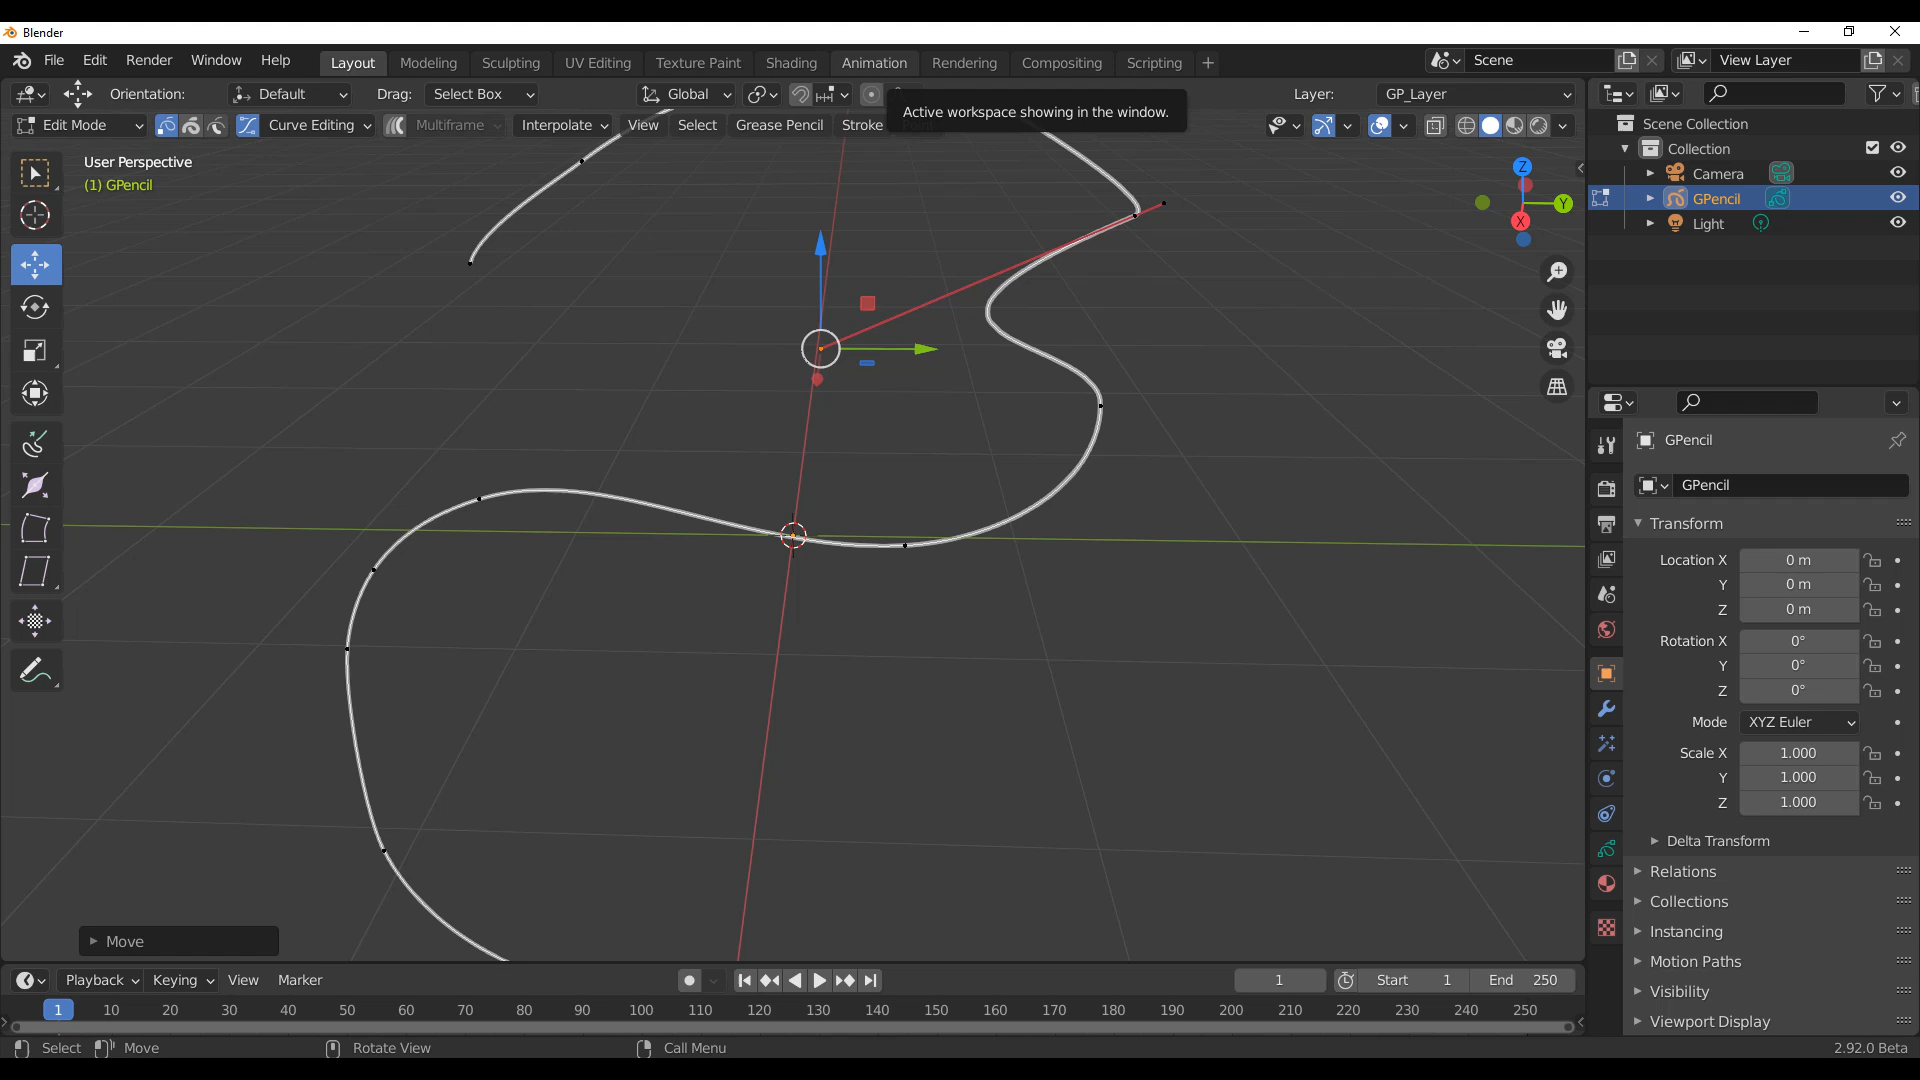 Blender
File Edit Render Window Help Layout Modeling Sculpting UV Editing Texture Paint Shading Animation Rendering Compositing Scripting + Scene View Layer
Orientation: Default Drag: Select Box Global Layer: GP_Layer
Active workspace showing in the window.
Edit Mode Curve Editing Multiframe Interpolate View Select Grease Pencil Stroke
User Perspective
(1) GPencil
Z
Y
X
Scene Collection
Collection
Camera
GPencil
Light
GPencil
GPencil
Transform
Location X 0 m
Y 0 m
Z 0 m
Rotation X 0°
Y 0°
Z 0°
Mode XYZ Euler
Scale X 1.000
Y 1.000
Z 1.000
Delta Transform
Relations
Collections
Instancing
Motion Paths
Visibility
Viewport Display
Move
Playback Keying View Marker 1 Start 1 End 250
1 10 20 30 40 50 60 70 80 90 100 110 120 130 140 150 160 170 180 190 200 210 220 230 240 250
Select Move Rotate View Call Menu 2.92.0 Beta